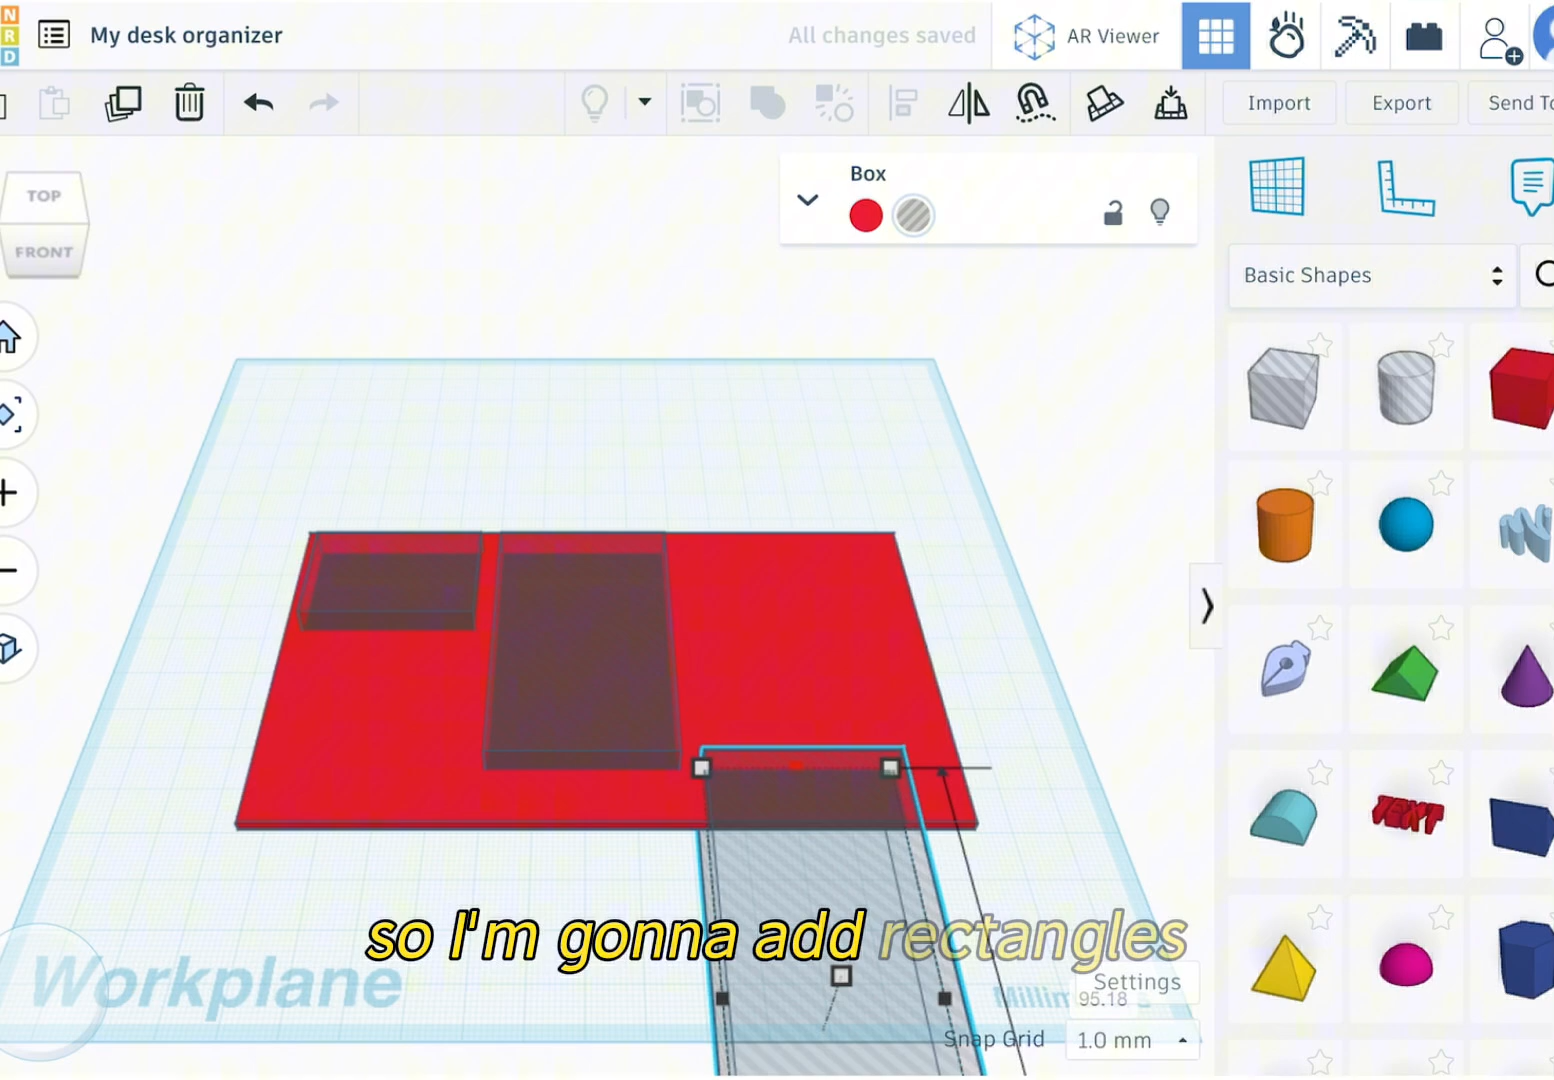 N
R
D
My desk organizer
All changes saved
AR Viewer
Import
Export
Send To
TOP
FRONT
Box
Basic Shapes
TEXT
so I'm gonna add rectangles
Workplane
Settings
95.18
Snap Grid
1.0 mm